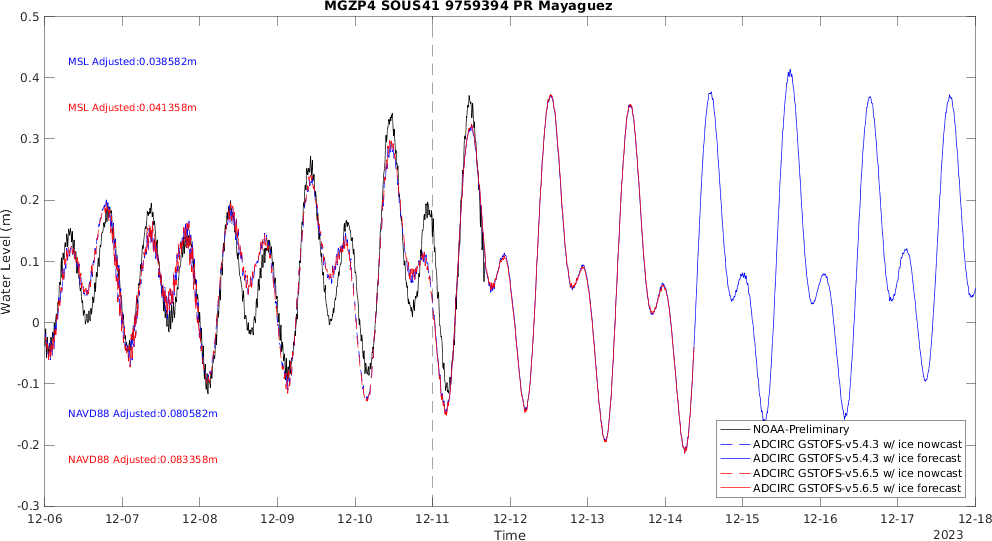 MGZP4 SOUS41 9759394 PR Mayaguez
0.5
0.4
0.3
0.2
0.1
0
-0.1
-0.2
-0.3
Water Level (m)
MSL Adjusted:0.038582m
MSL Adjusted:0.041358m
NAVD88 Adjusted:0.080582m
NAVD88 Adjusted:0.083358m
NOAA-Preliminary
ADCIRC GSTOFS-v5.4.3 w/ ice nowcast
ADCIRC GSTOFS-v5.4.3 w/ ice forecast
ADCIRC GSTOFS-v5.6.5 w/ ice nowcast
ADCIRC GSTOFS-v5.6.5 w/ ice forecast
12-06 12-07 12-08 12-09 12-10 12-11 12-12 12-13 12-14 12-15 12-16 12-17 12-18
Time
2023